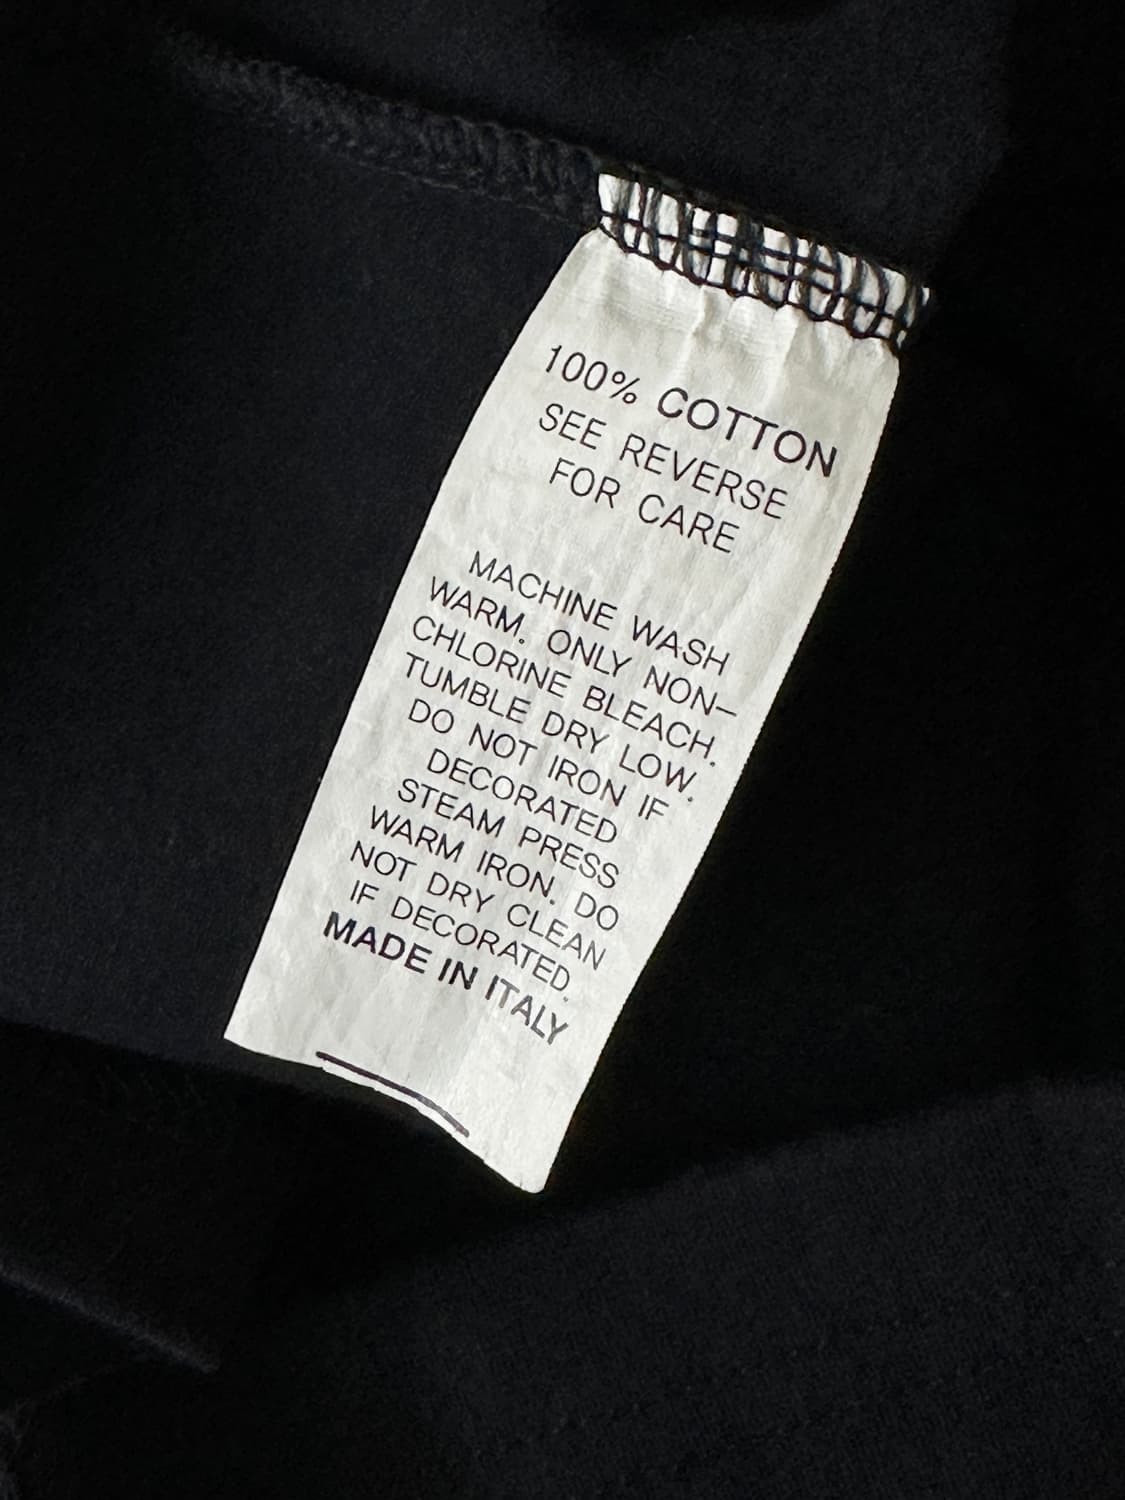 100% COTTON
SEE REVERSE
FOR CARE
MACHINE WASH
WARM. ONLY NON-
CHLORINE BLEACH.
TUMBLE DRY LOW.
DO NOT IRON IF
DECORATED
STEAM PRESS
WARM IRON. DO
NOT DRY CLEAN
IF DECORATED.
MADE IN ITALY